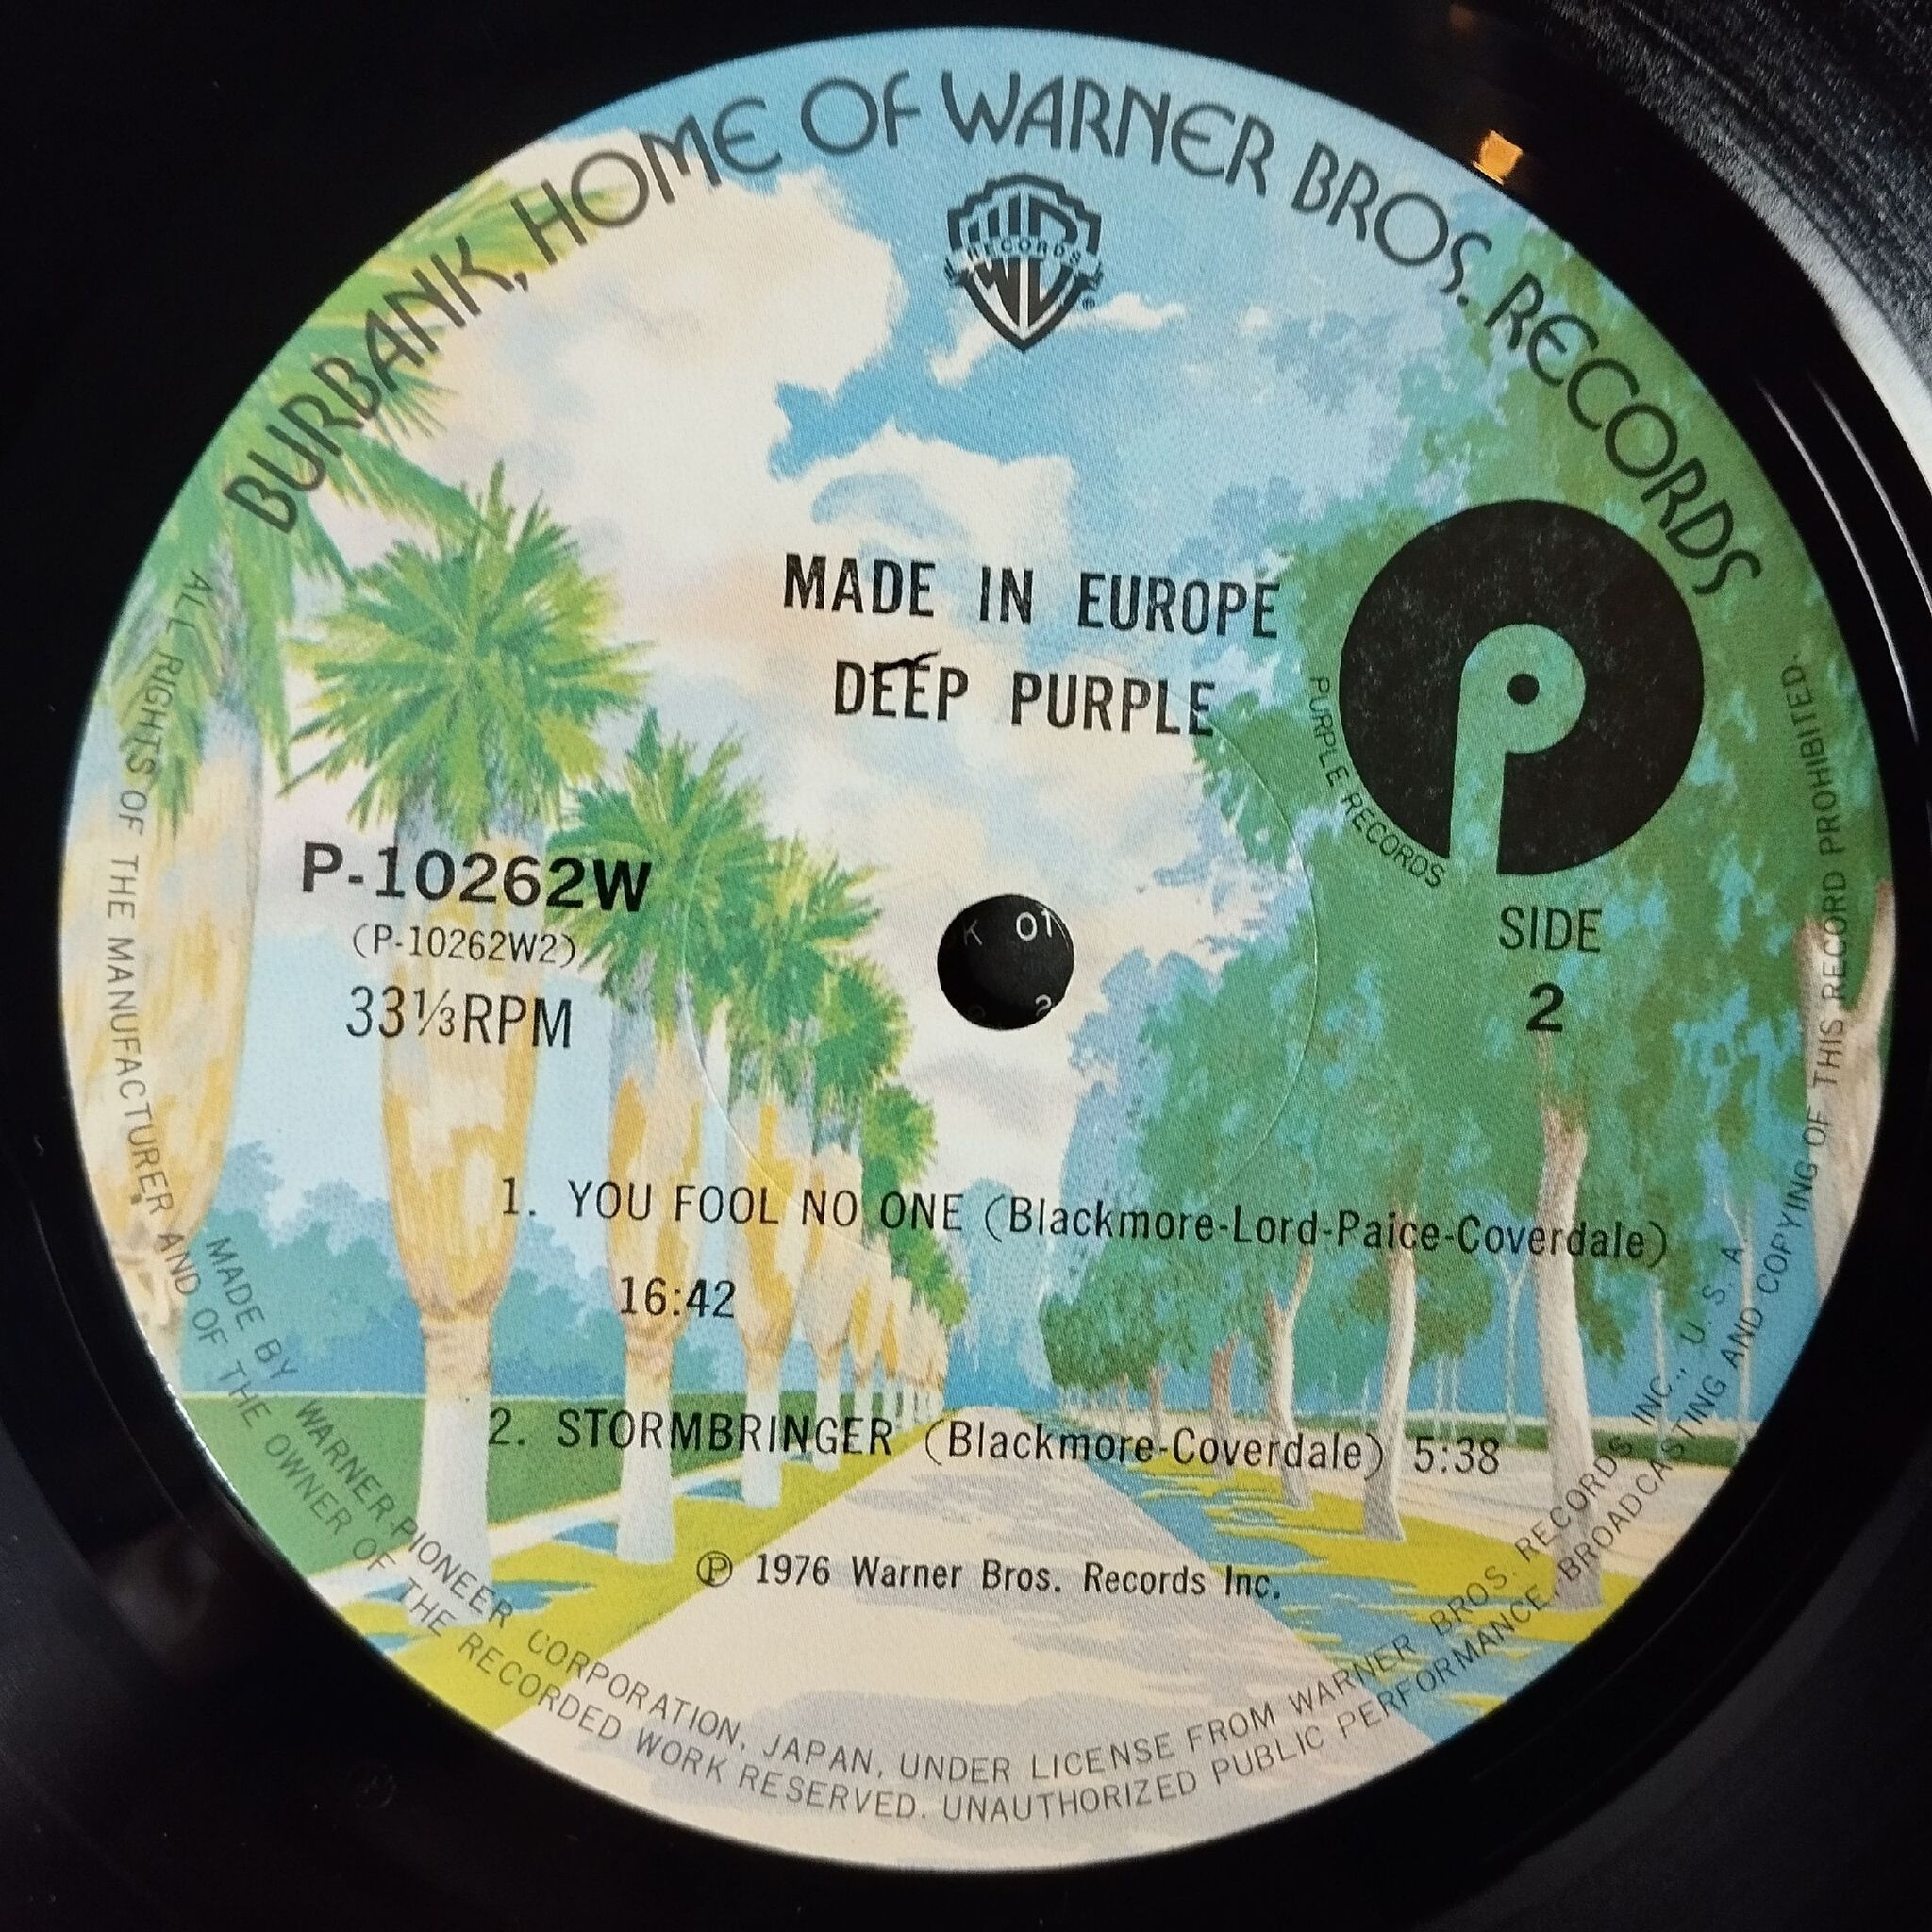 BURBANK, HOME OF WARNER BROS. RECORDS
WB
RECORDS
®
MADE IN EUROPE
DEEP PURPLE
PURPLE RECORDS
P-10262W
(P-10262W2)
33⅓RPM
SIDE
2
1. YOU FOOL NO ONE (Blackmore-Lord-Paice-Coverdale)
16:42
2. STORMBRINGER (Blackmore-Coverdale) 5:38
Ⓟ 1976 Warner Bros. Records Inc.
MADE BY WARNER-PIONEER CORPORATION, JAPAN, UNDER LICENSE FROM WARNER BROS. RECORDS INC., U. S. A.
ALL RIGHTS OF THE MANUFACTURER AND OF THE OWNER OF THE RECORDED WORK RESERVED. UNAUTHORIZED PUBLIC PERFORMANCE, BROADCASTING AND COPYING OF THIS RECORD PROHIBITED.